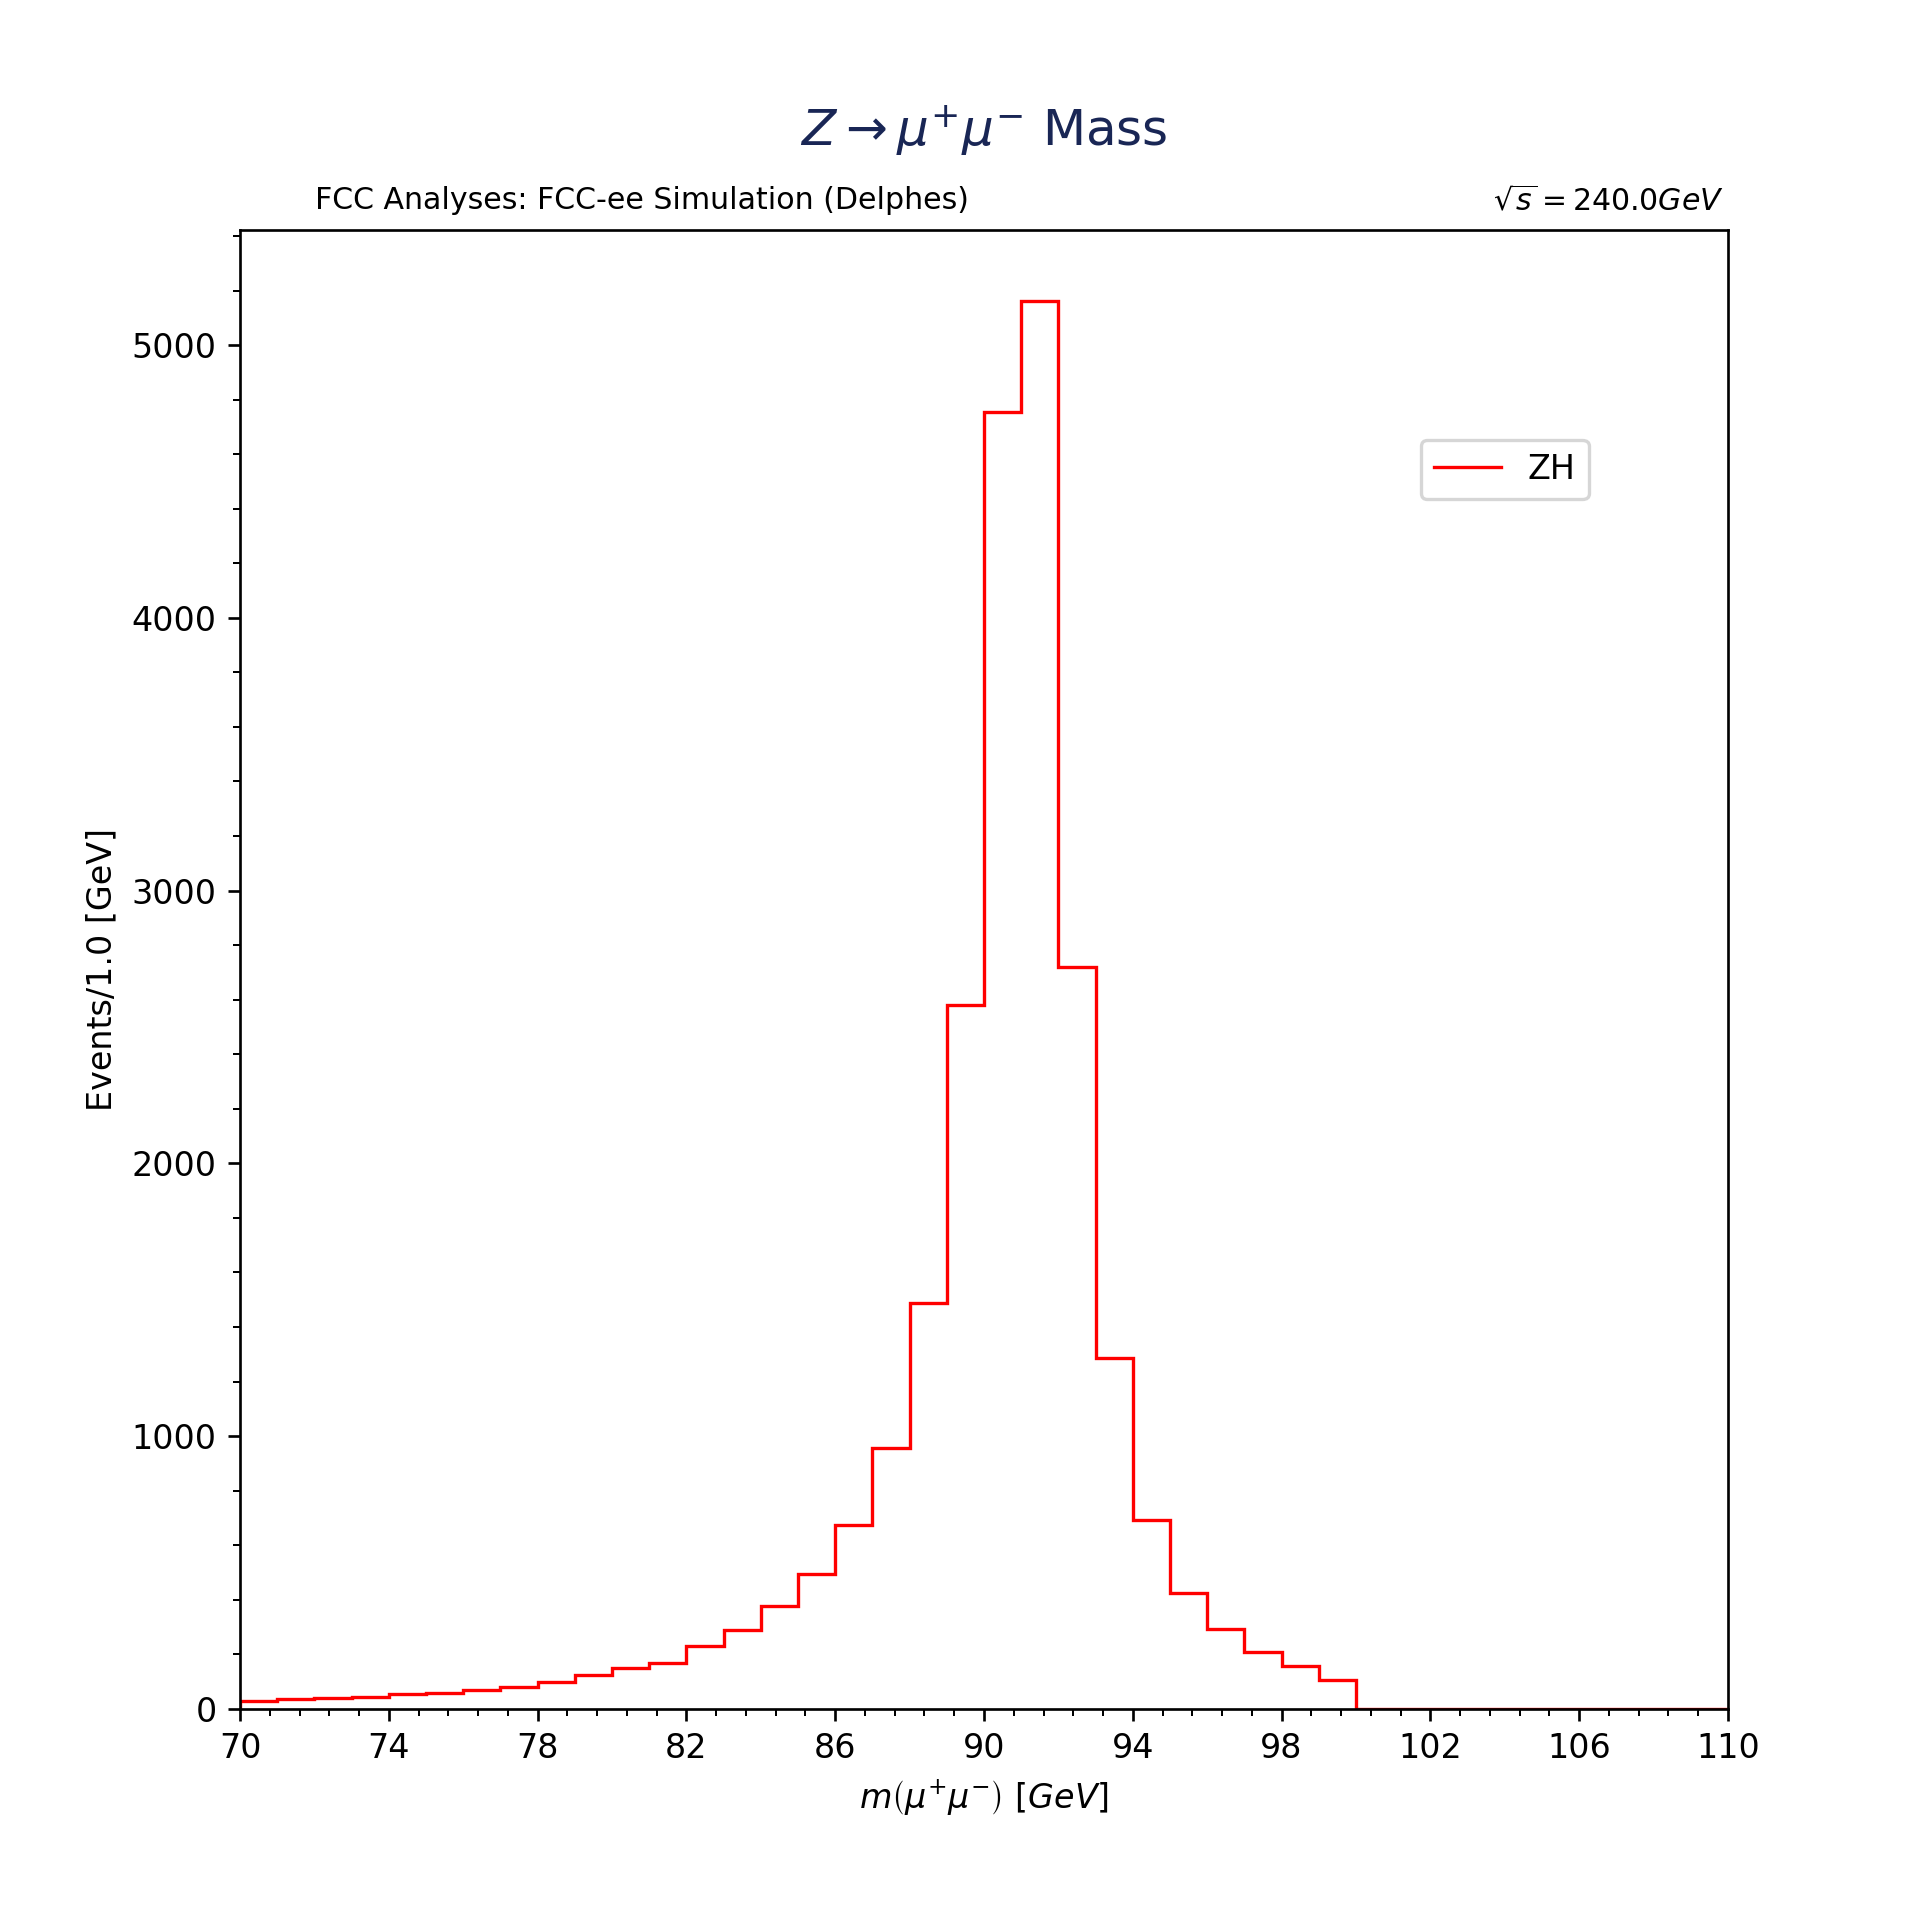 Z → μ⁺μ⁻ Mass
FCC Analyses: FCC-ee Simulation (Delphes)
√s = 240.0GeV
5000
4000
3000
2000
1000
0
Events/1.0 [GeV]
ZH
70 74 78 82 86 90 94 98 102 106 110
m(μ⁺μ⁻) [GeV]